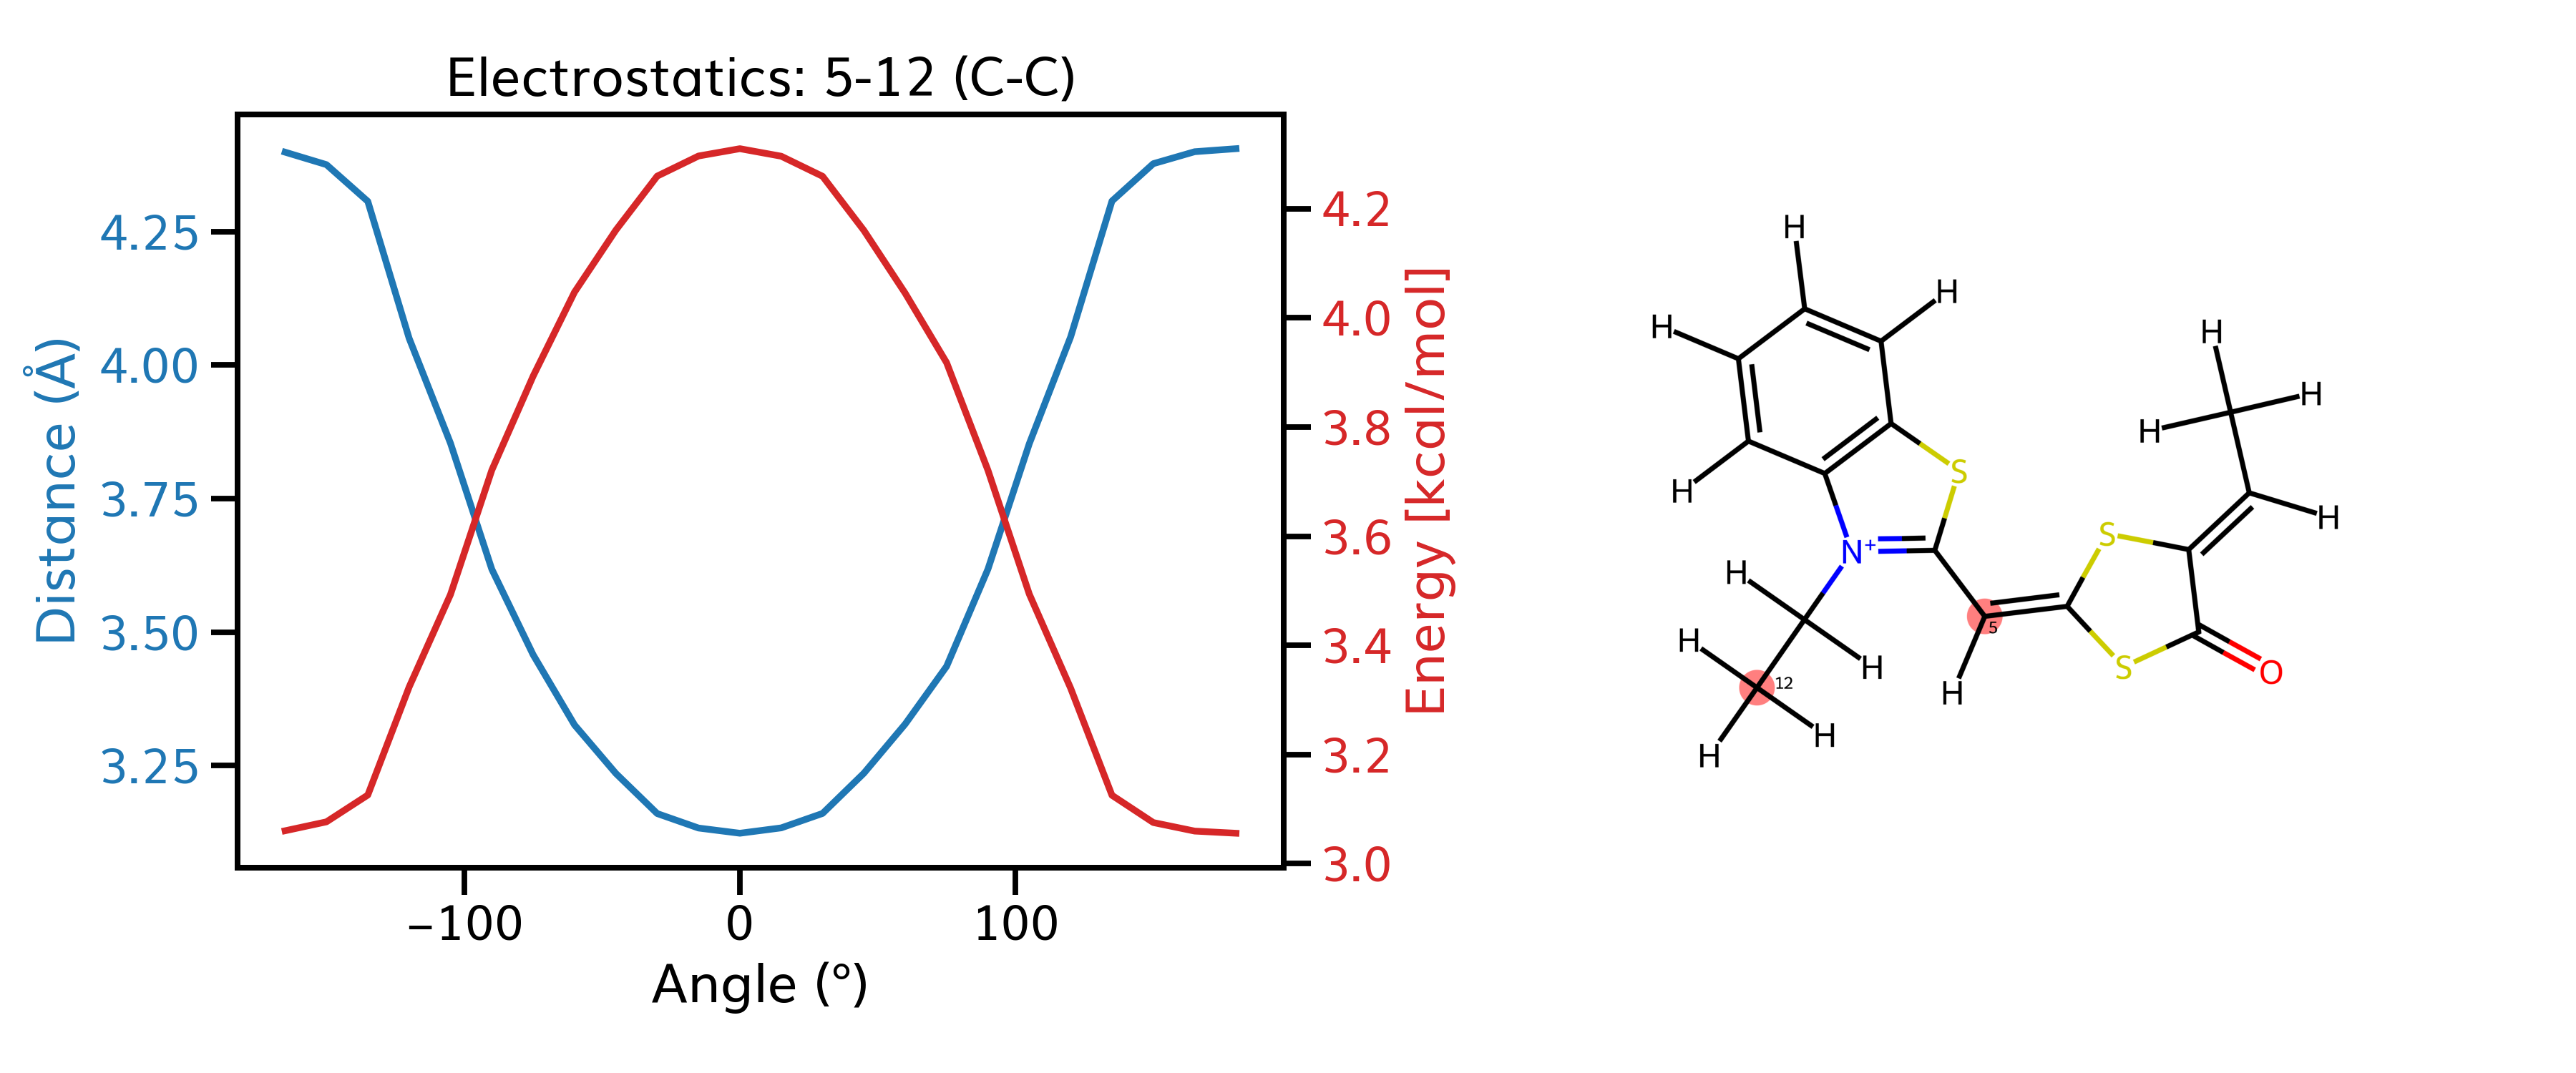 Electrostatics: 5-12 (C-C)
Distance (Å)
4.25
4.00
3.75
3.50
3.25
−100
0
100
Angle (°)
4.2
4.0
3.8
3.6
3.4
3.2
3.0
Energy [kcal/mol]
H
H
H
H
H
H
H
S
H
H
S
N⁺
H
H
5
H
H
12
H
S
O
H
H